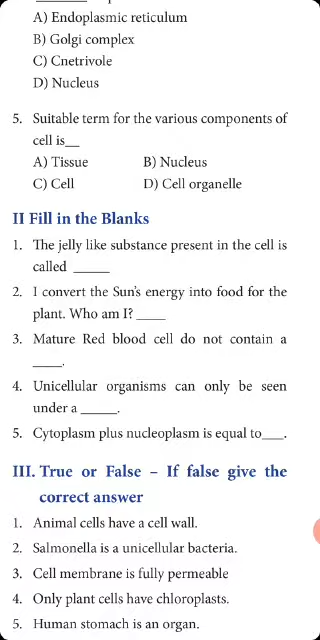 A) Endoplasmic reticulum
B) Golgi complex
C) Cnetrivole
D) Nucleus
5. Suitable term for the various components of
cell is__
A) Tissue B) Nucleus
C) Cell D) Cell organelle
II Fill in the Blanks
1. The jelly like substance present in the cell is
called _____
2. I convert the Sun's energy into food for the
plant. Who am I? ____
3. Mature Red blood cell do not contain a
____.
4. Unicellular organisms can only be seen
under a _____.
5. Cytoplasm plus nucleoplasm is equal to___.
III. True or False – If false give the
correct answer
1. Animal cells have a cell wall.
2. Salmonella is a unicellular bacteria.
3. Cell membrane is fully permeable
4. Only plant cells have chloroplasts.
5. Human stomach is an organ.